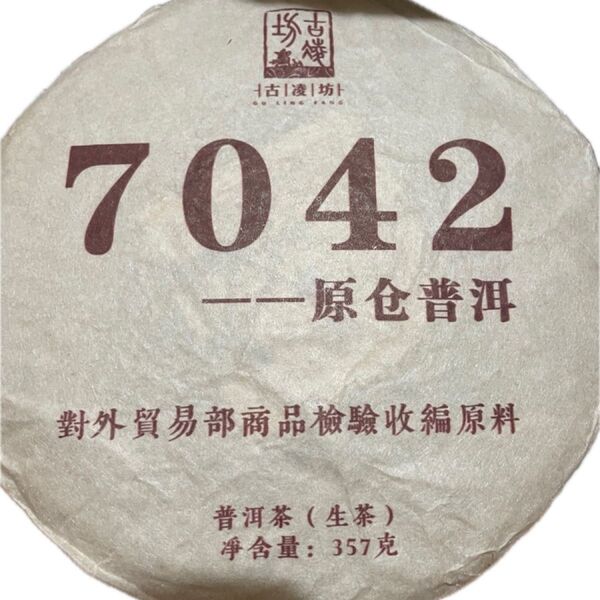 古凌坊
古凌坊
GU LING FANG
7042
——原仓普洱
對外貿易部商品檢驗收編原料
普洱茶（生茶）
凈含量：357克